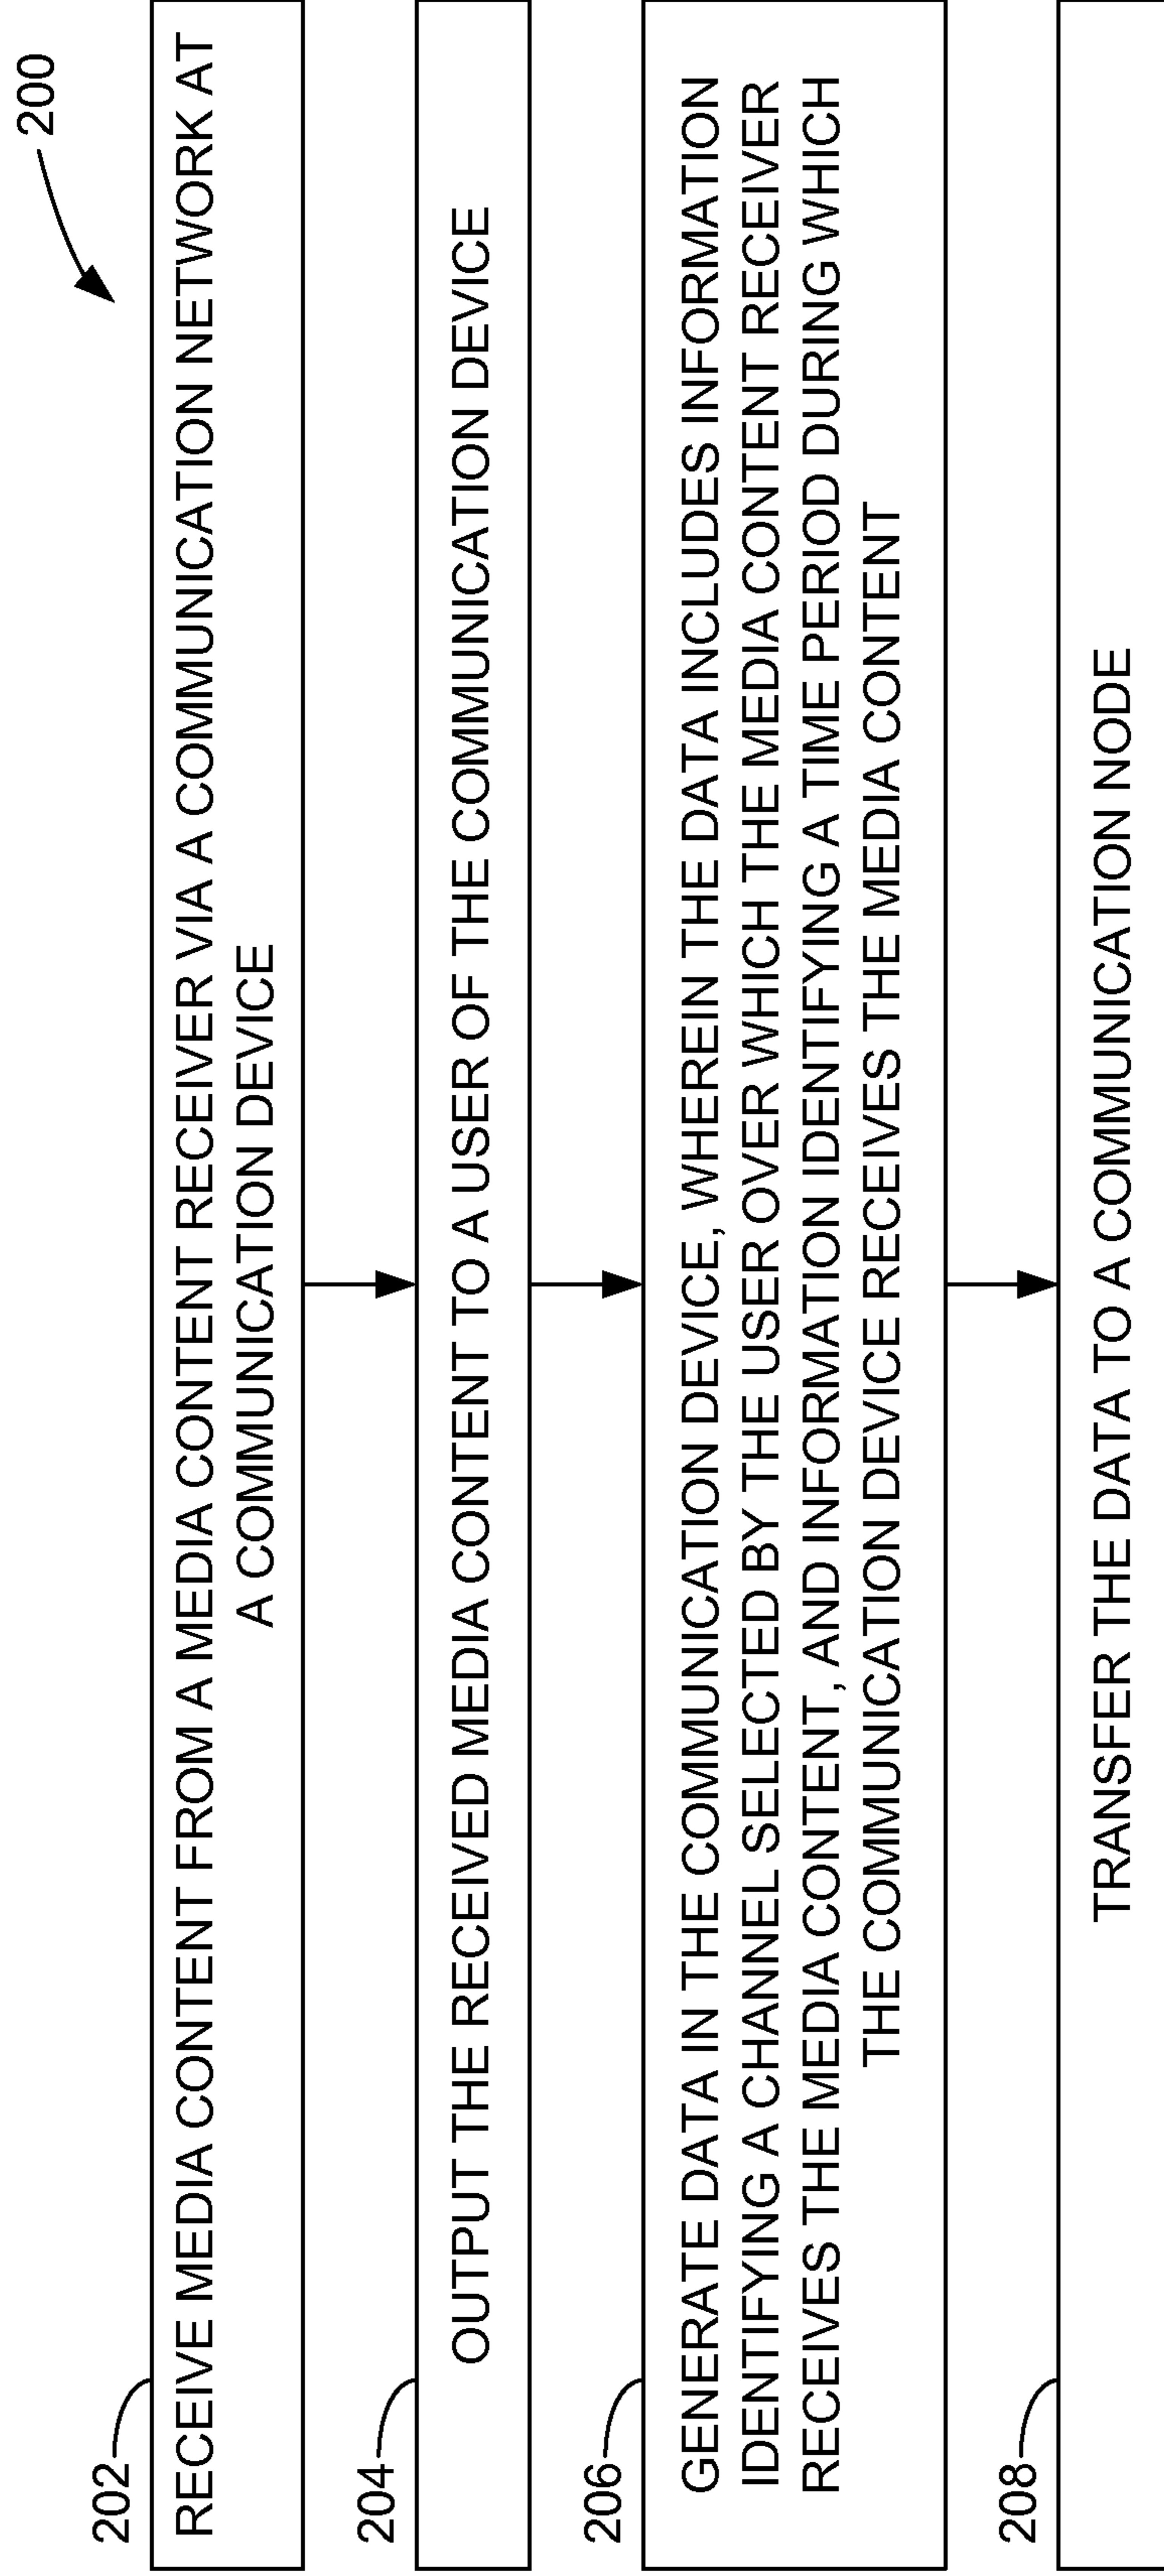 200
202
RECEIVE MEDIA CONTENT FROM A MEDIA CONTENT RECEIVER VIA A COMMUNICATION NETWORK AT
A COMMUNICATION DEVICE
204
OUTPUT THE RECEIVED MEDIA CONTENT TO A USER OF THE COMMUNICATION DEVICE
206
GENERATE DATA IN THE COMMUNICATION DEVICE, WHEREIN THE DATA INCLUDES INFORMATION
IDENTIFYING A CHANNEL SELECTED BY THE USER OVER WHICH THE MEDIA CONTENT RECEIVER
RECEIVES THE MEDIA CONTENT, AND INFORMATION IDENTIFYING A TIME PERIOD DURING WHICH
THE COMMUNICATION DEVICE RECEIVES THE MEDIA CONTENT
208
TRANSFER THE DATA TO A COMMUNICATION NODE